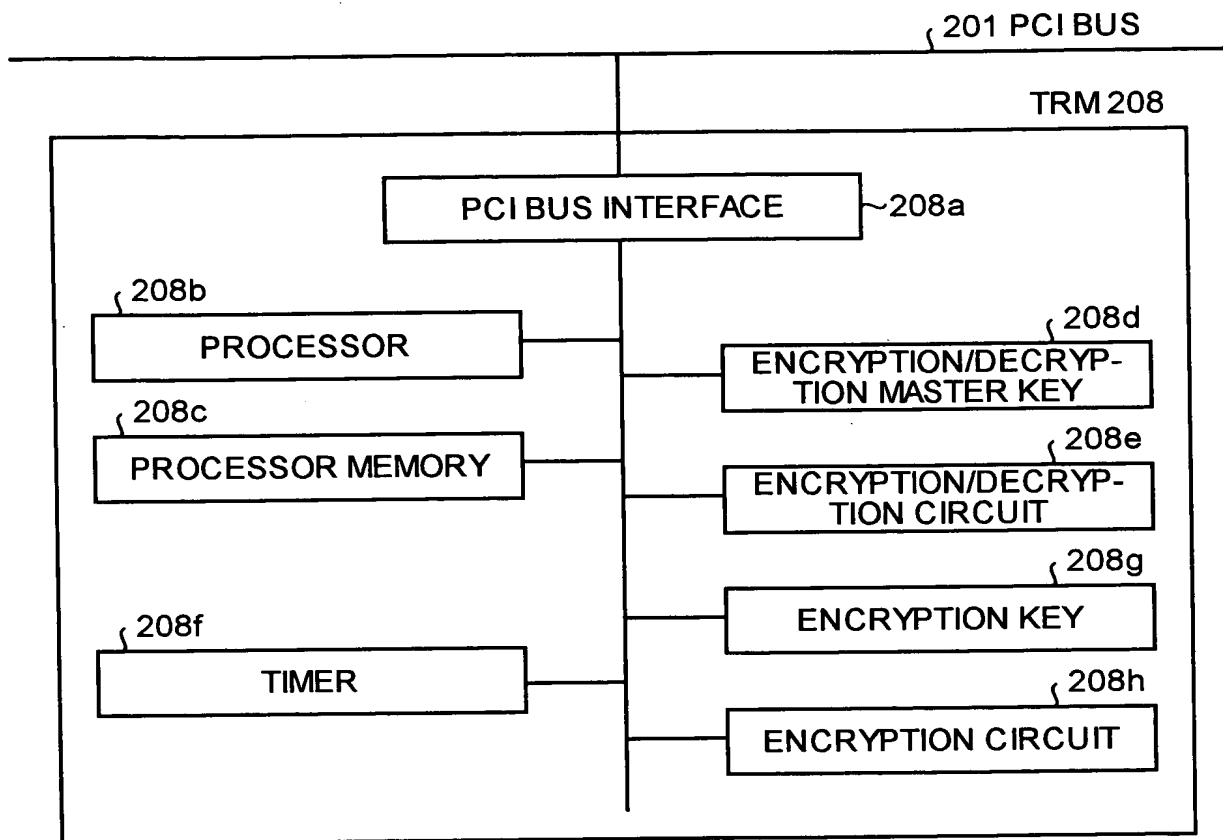 201 PCI BUS
TRM 208
PCI BUS INTERFACE
208a
208b
PROCESSOR
208d
ENCRYPTION/DECRYP-
TION MASTER KEY
208c
PROCESSOR MEMORY
208e
ENCRYPTION/DECRYP-
TION CIRCUIT
208g
ENCRYPTION KEY
208f
TIMER
208h
ENCRYPTION CIRCUIT